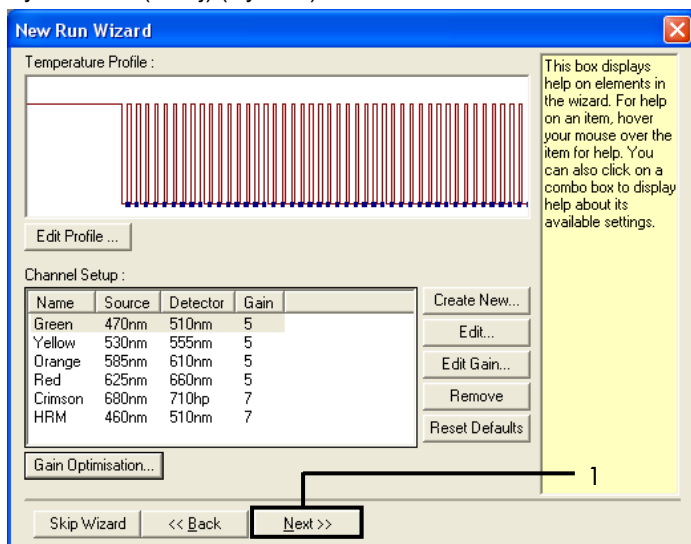 New Run Wizard
Temperature Profile :
Edit Profile ...
Channel Setup :
Name Source Detector Gain
Green 470nm 510nm 5
Yellow 530nm 555nm 5
Orange 585nm 610nm 5
Red 625nm 660nm 5
Crimson 680nm 710hp 7
HRM 460nm 510nm 7
Create New...
Edit...
Edit Gain...
Remove
Reset Defaults
Gain Optimisation...
This box displays
help on elements in
the wizard. For help
on an item, hover
your mouse over the
item for help. You
can also click on a
combo box to display
help about its
available settings.
1
Skip Wizard
<< Back
Next >>